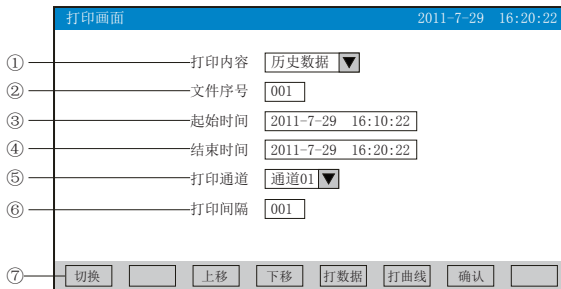 打印画面 2011-7-29 16:20:22
① 打印内容 历史数据
② 文件序号 001
③ 起始时间 2011-7-29 16:10:22
④ 结束时间 2011-7-29 16:20:22
⑤ 打印通道 通道01
⑥ 打印间隔 001
⑦ 切换 上移 下移 打数据 打曲线 确认